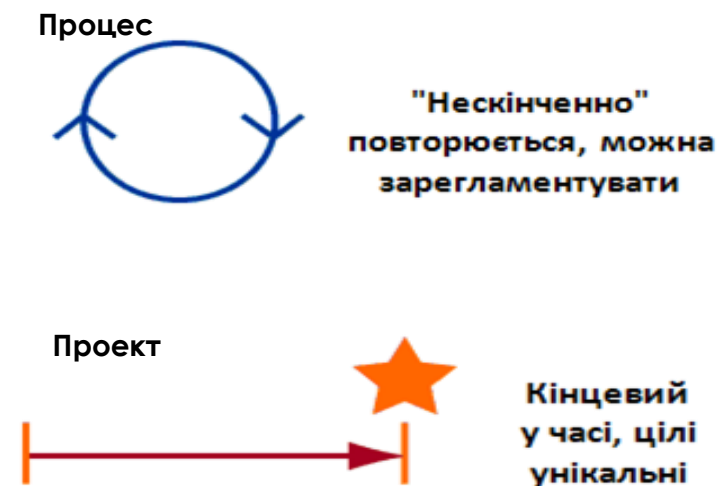 Процес
"Нескінченно"
повторюється, можна
зарегламентувати
Проект
Кінцевий
у часі, цілі
унікальні